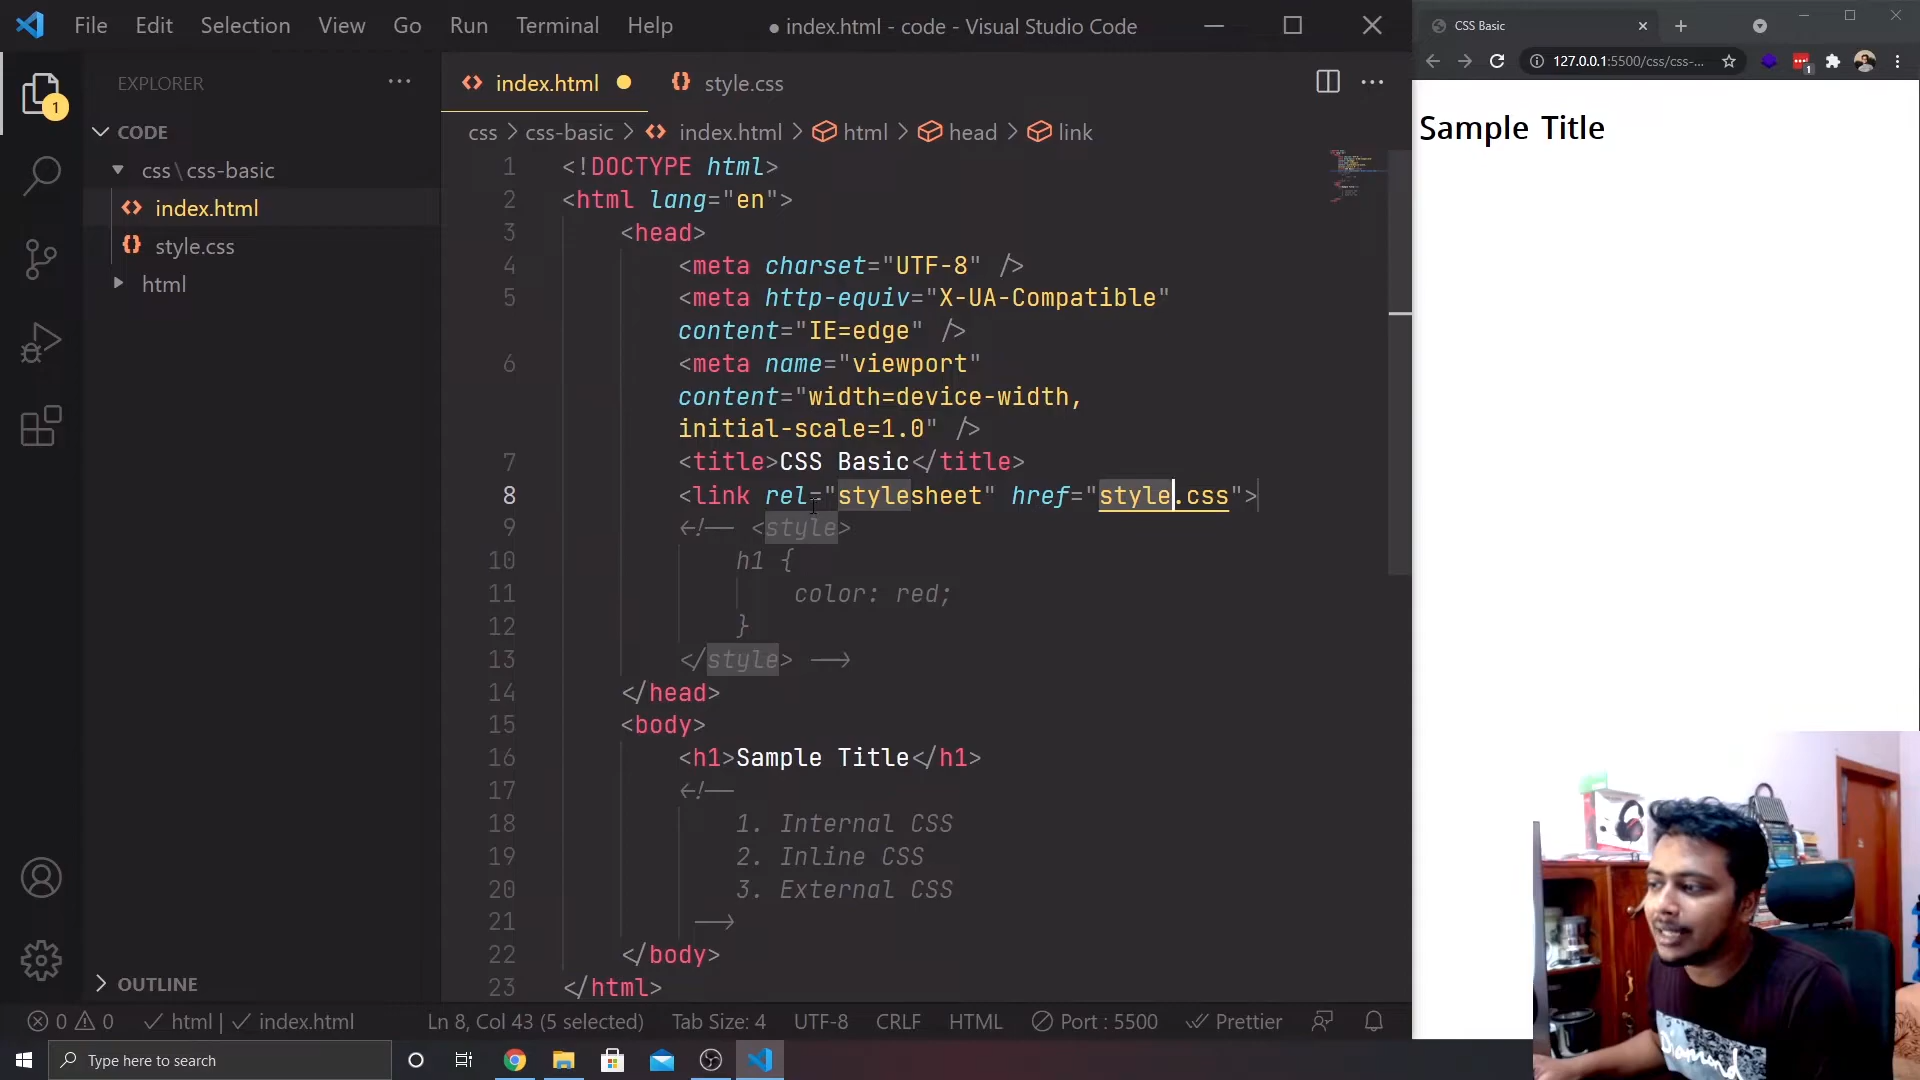 File Edit Selection View Go Run Terminal Help
● index.html - code - Visual Studio Code
CSS Basic
127.0.0.1:5500/css/css-...
1
1
EXPLORER
CODE
css\css-basic
index.html
style.css
html
OUTLINE
index.html
style.css
css > css-basic > index.html > html > head > link
1 <!DOCTYPE html>
2 <html lang="en">
3 <head>
4 <meta charset="UTF-8" />
5 <meta http-equiv="X-UA-Compatible"
content="IE=edge" />
6 <meta name="viewport"
content="width=device-width,
initial-scale=1.0" />
7 <title>CSS Basic</title>
8 <link rel="stylesheet" href="style.css">
9 <!-- <style>
10 h1 {
11 color: red;
12 }
13 </style> -->
14 </head>
15 <body>
16 <h1>Sample Title</h1>
17 <!--
18 1. Internal CSS
19 2. Inline CSS
20 3. External CSS
21 -->
22 </body>
23 </html>
Sample Title
Diamond
0 0 html | index.html Ln 8, Col 43 (5 selected) Tab Size: 4 UTF-8 CRLF HTML Port : 5500 Prettier
Type here to search